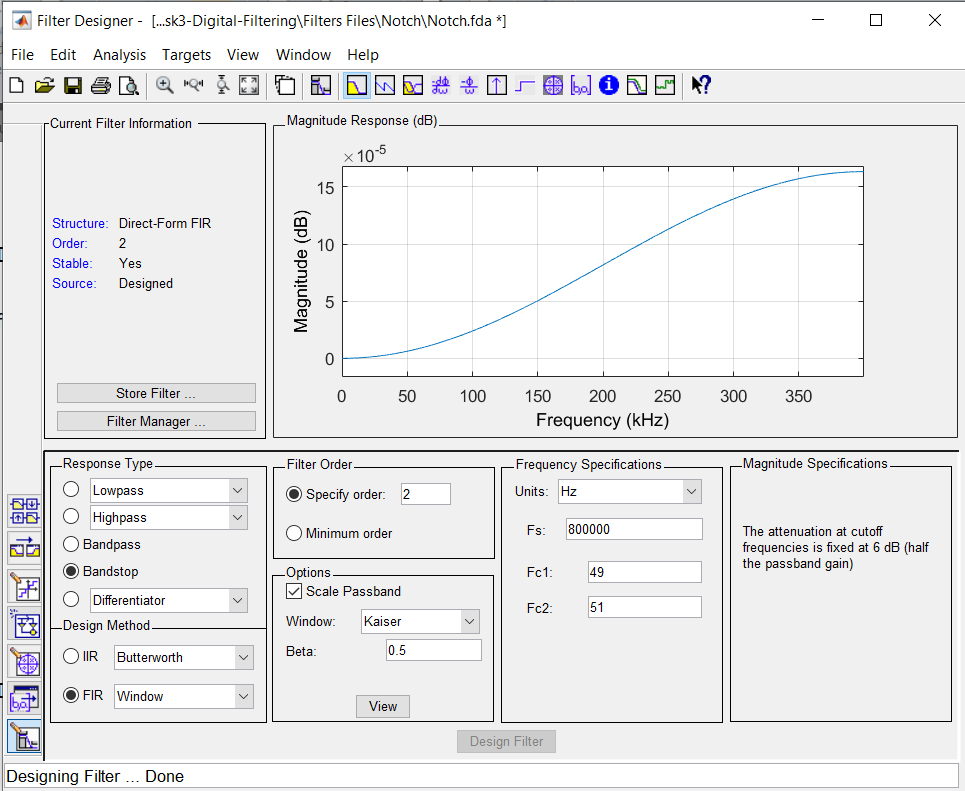 Filter Designer - [...sk3-Digital-Filtering\Filters Files\Notch\Notch.fda *]
File Edit Analysis Targets View Window Help
Current Filter Information
Structure: Direct-Form FIR
Order: 2
Stable: Yes
Source: Designed
Store Filter ...
Filter Manager ...
Magnitude Response (dB)
×10-5
15
10
5
0
Magnitude (dB)
0 50 100 150 200 250 300 350
Frequency (kHz)
Response Type
Lowpass
Highpass
Bandpass
Bandstop
Differentiator
Design Method
IIR Butterworth
FIR Window
Filter Order
Specify order: 2
Minimum order
Options
Scale Passband
Window: Kaiser
Beta: 0.5
View
Frequency Specifications
Units: Hz
Fs: 800000
Fc1: 49
Fc2: 51
Magnitude Specifications
The attenuation at cutoff
frequencies is fixed at 6 dB (half
the passband gain)
Design Filter
Designing Filter ... Done